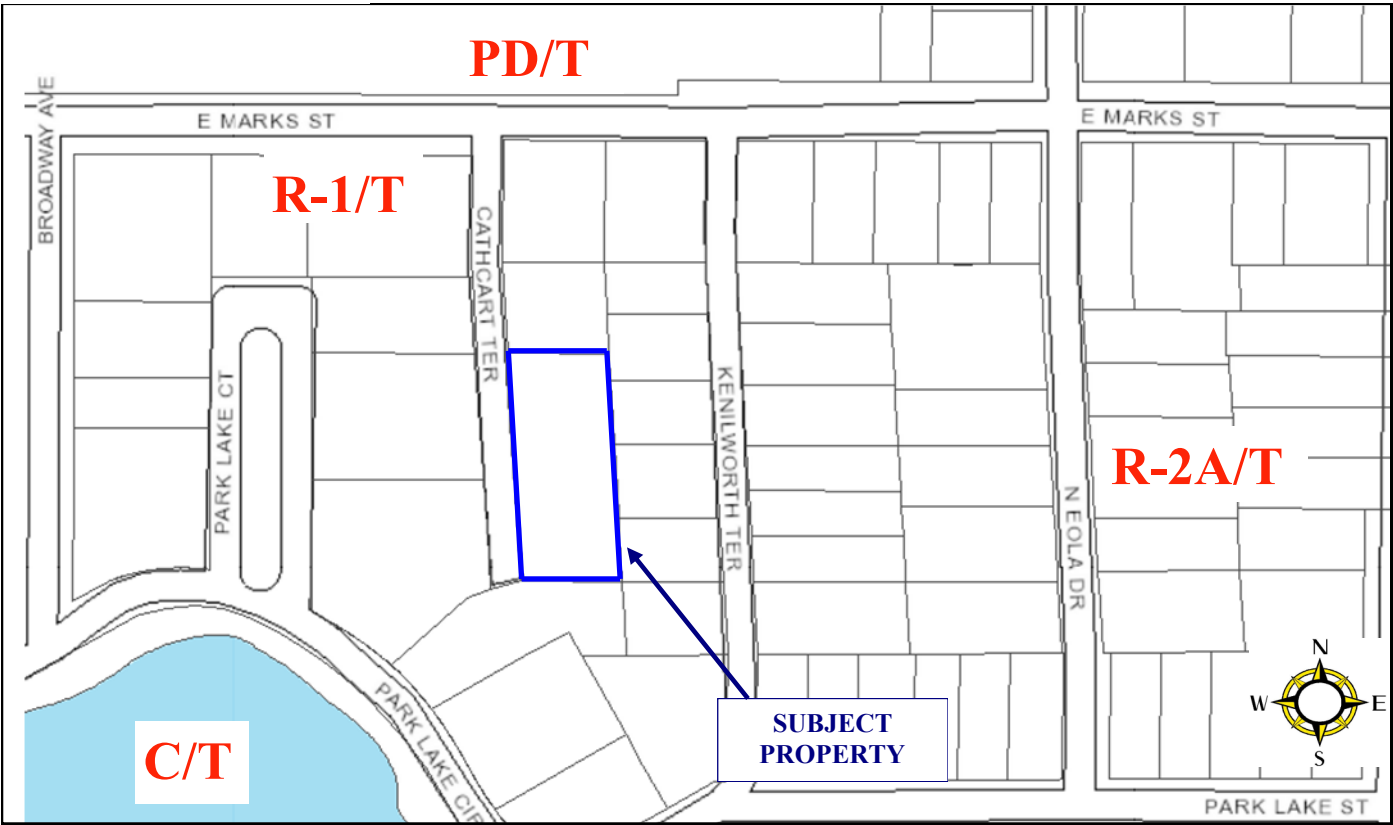 PD/T
BROADWAY AVE
E MARKS ST
E MARKS ST
R-1/T
CATHCART TER
PARK LAKE CT
KENILWORTH TER
R-2A/T
N EOLA DR
N
W
E
S
PARK LAKE CIR
SUBJECT
PROPERTY
C/T
PARK LAKE ST